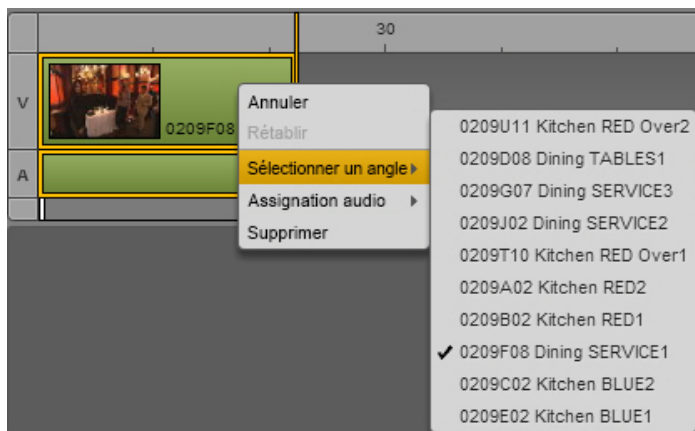 30
V
0209F08
A
Annuler
Rétablir
Sélectionner un angle
Assignation audio
Supprimer
0209U11 Kitchen RED Over2
0209D08 Dining TABLES1
0209G07 Dining SERVICE3
0209J02 Dining SERVICE2
0209T10 Kitchen RED Over1
0209A02 Kitchen RED2
0209B02 Kitchen RED1
0209F08 Dining SERVICE1
0209C02 Kitchen BLUE2
0209E02 Kitchen BLUE1